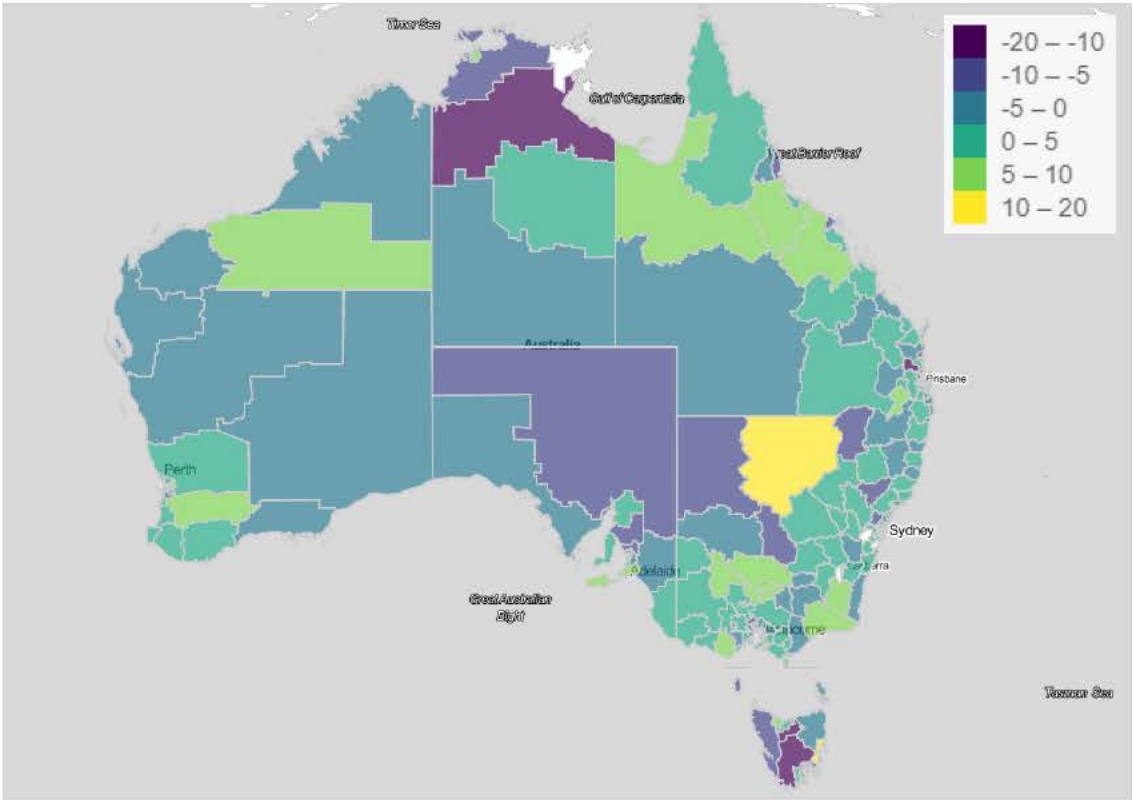 Timor Sea
-20 – -10
-10 – -5
-5 – 0
0 – 5
5 – 10
10 – 20
Gulf of Carpentaria
reat Barrier Reef
Australia
Brisbane
Perth
Sydney
Adelaide
Great Australian
Bight
Tasman Sea